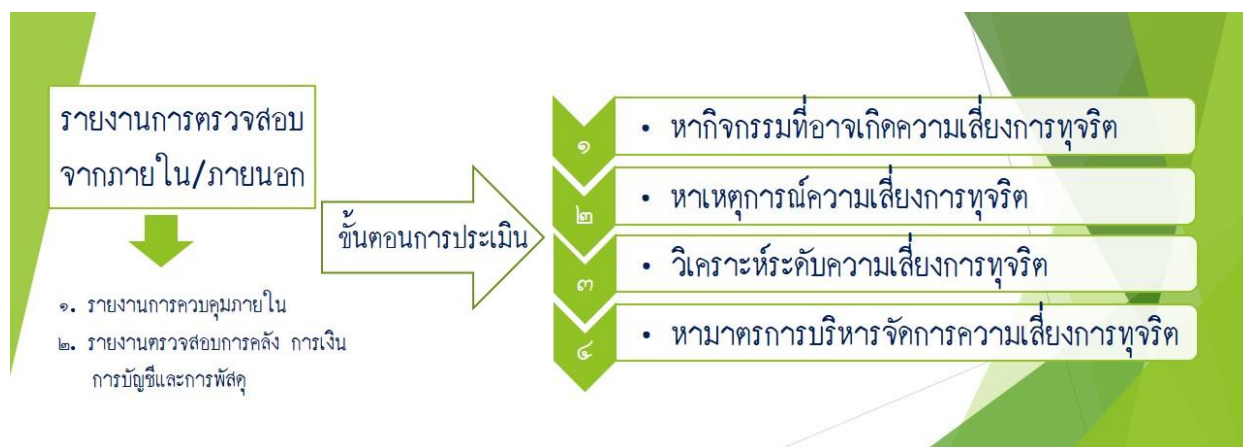 รายงานการตรวจสอบ
จากภายใน/ภายนอก
๑. รายงานการควบคุมภายใน
๒. รายงานตรวจสอบการคลัง การเงิน
การบัญชีและการพัสดุ
ขั้นตอนการประเมิน
๑ • หากิจกรรมที่อาจเกิดความเสี่ยงการทุจริต
๒ • หาเหตุการณ์ความเสี่ยงการทุจริต
๓ • วิเคราะห์ระดับความเสี่ยงการทุจริต
๔ • หามาตรการบริหารจัดการความเสี่ยงการทุจริต